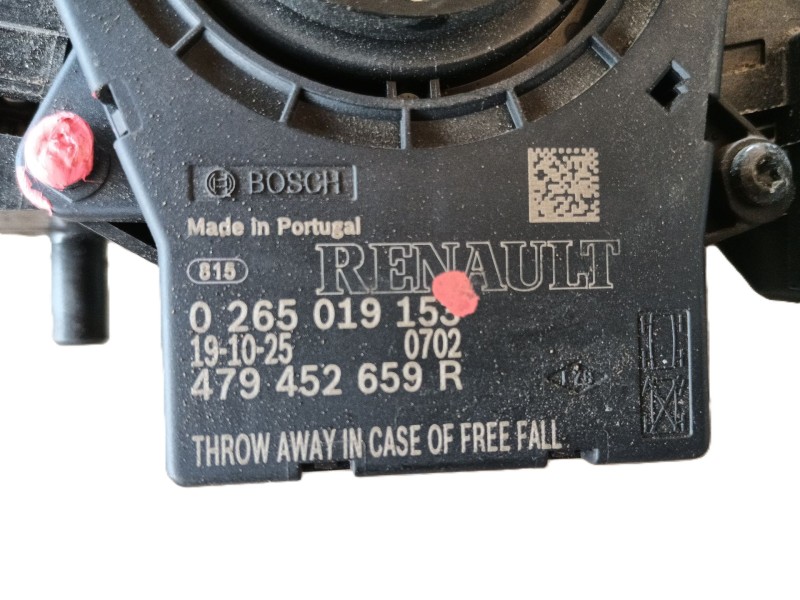 BOSCH
Made in Portugal
815
RENAULT
0 265 019 153
19-10-25 0702
479 452 659 R
THROW AWAY IN CASE OF FREE FALL